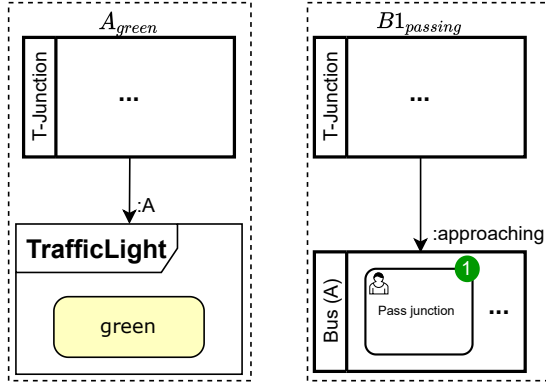 A_green
T-Junction
...
:A
TrafficLight
green
B1_passing
T-Junction
...
:approaching
Bus (A)
1
Pass junction
...